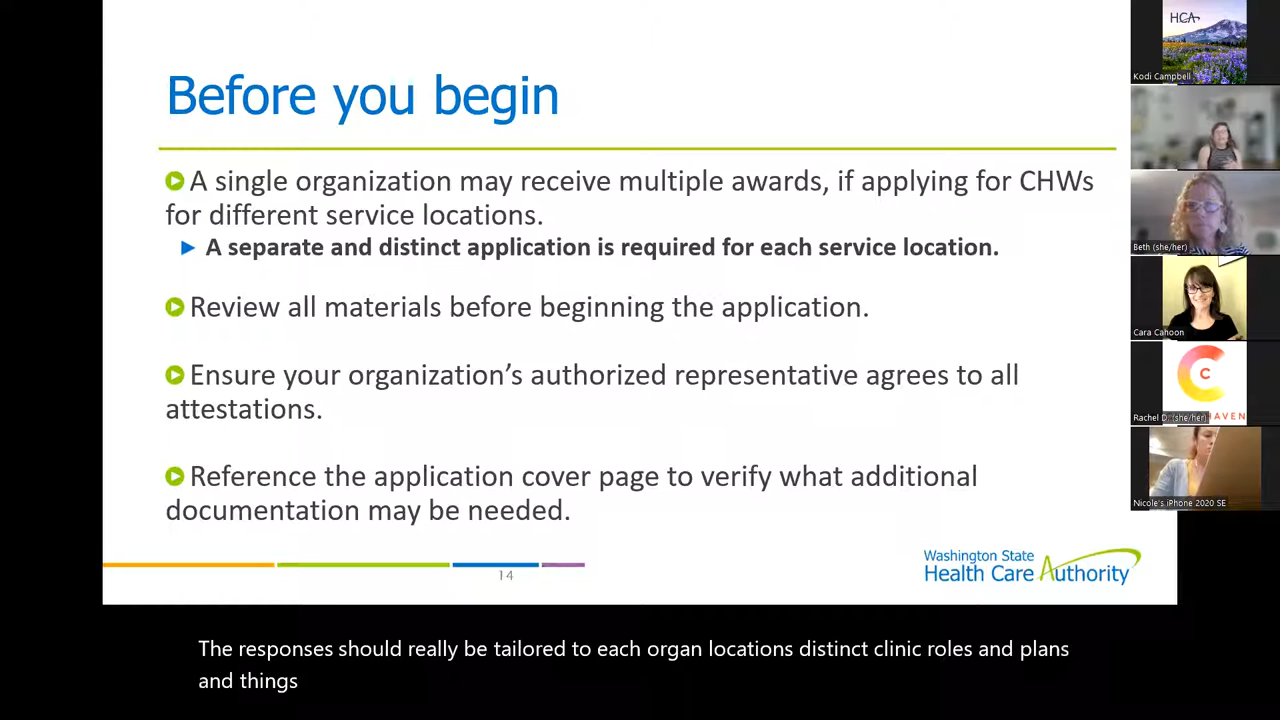 Before you begin
A single organization may receive multiple awards, if applying for CHWs
for different service locations.
A separate and distinct application is required for each service location.
Review all materials before beginning the application.
Ensure your organization's authorized representative agrees to all
attestations.
Reference the application cover page to verify what additional
documentation may be needed.
14
Washington State
Health Care Authority
The responses should really be tailored to each organ locations distinct clinic roles and plans
and things
HCA
Kodi Campbell
Beth (she/her)
Cara Cahoon
C
HAVEN
Rachel D. (she/her)
Nicole's iPhone 2020 SE